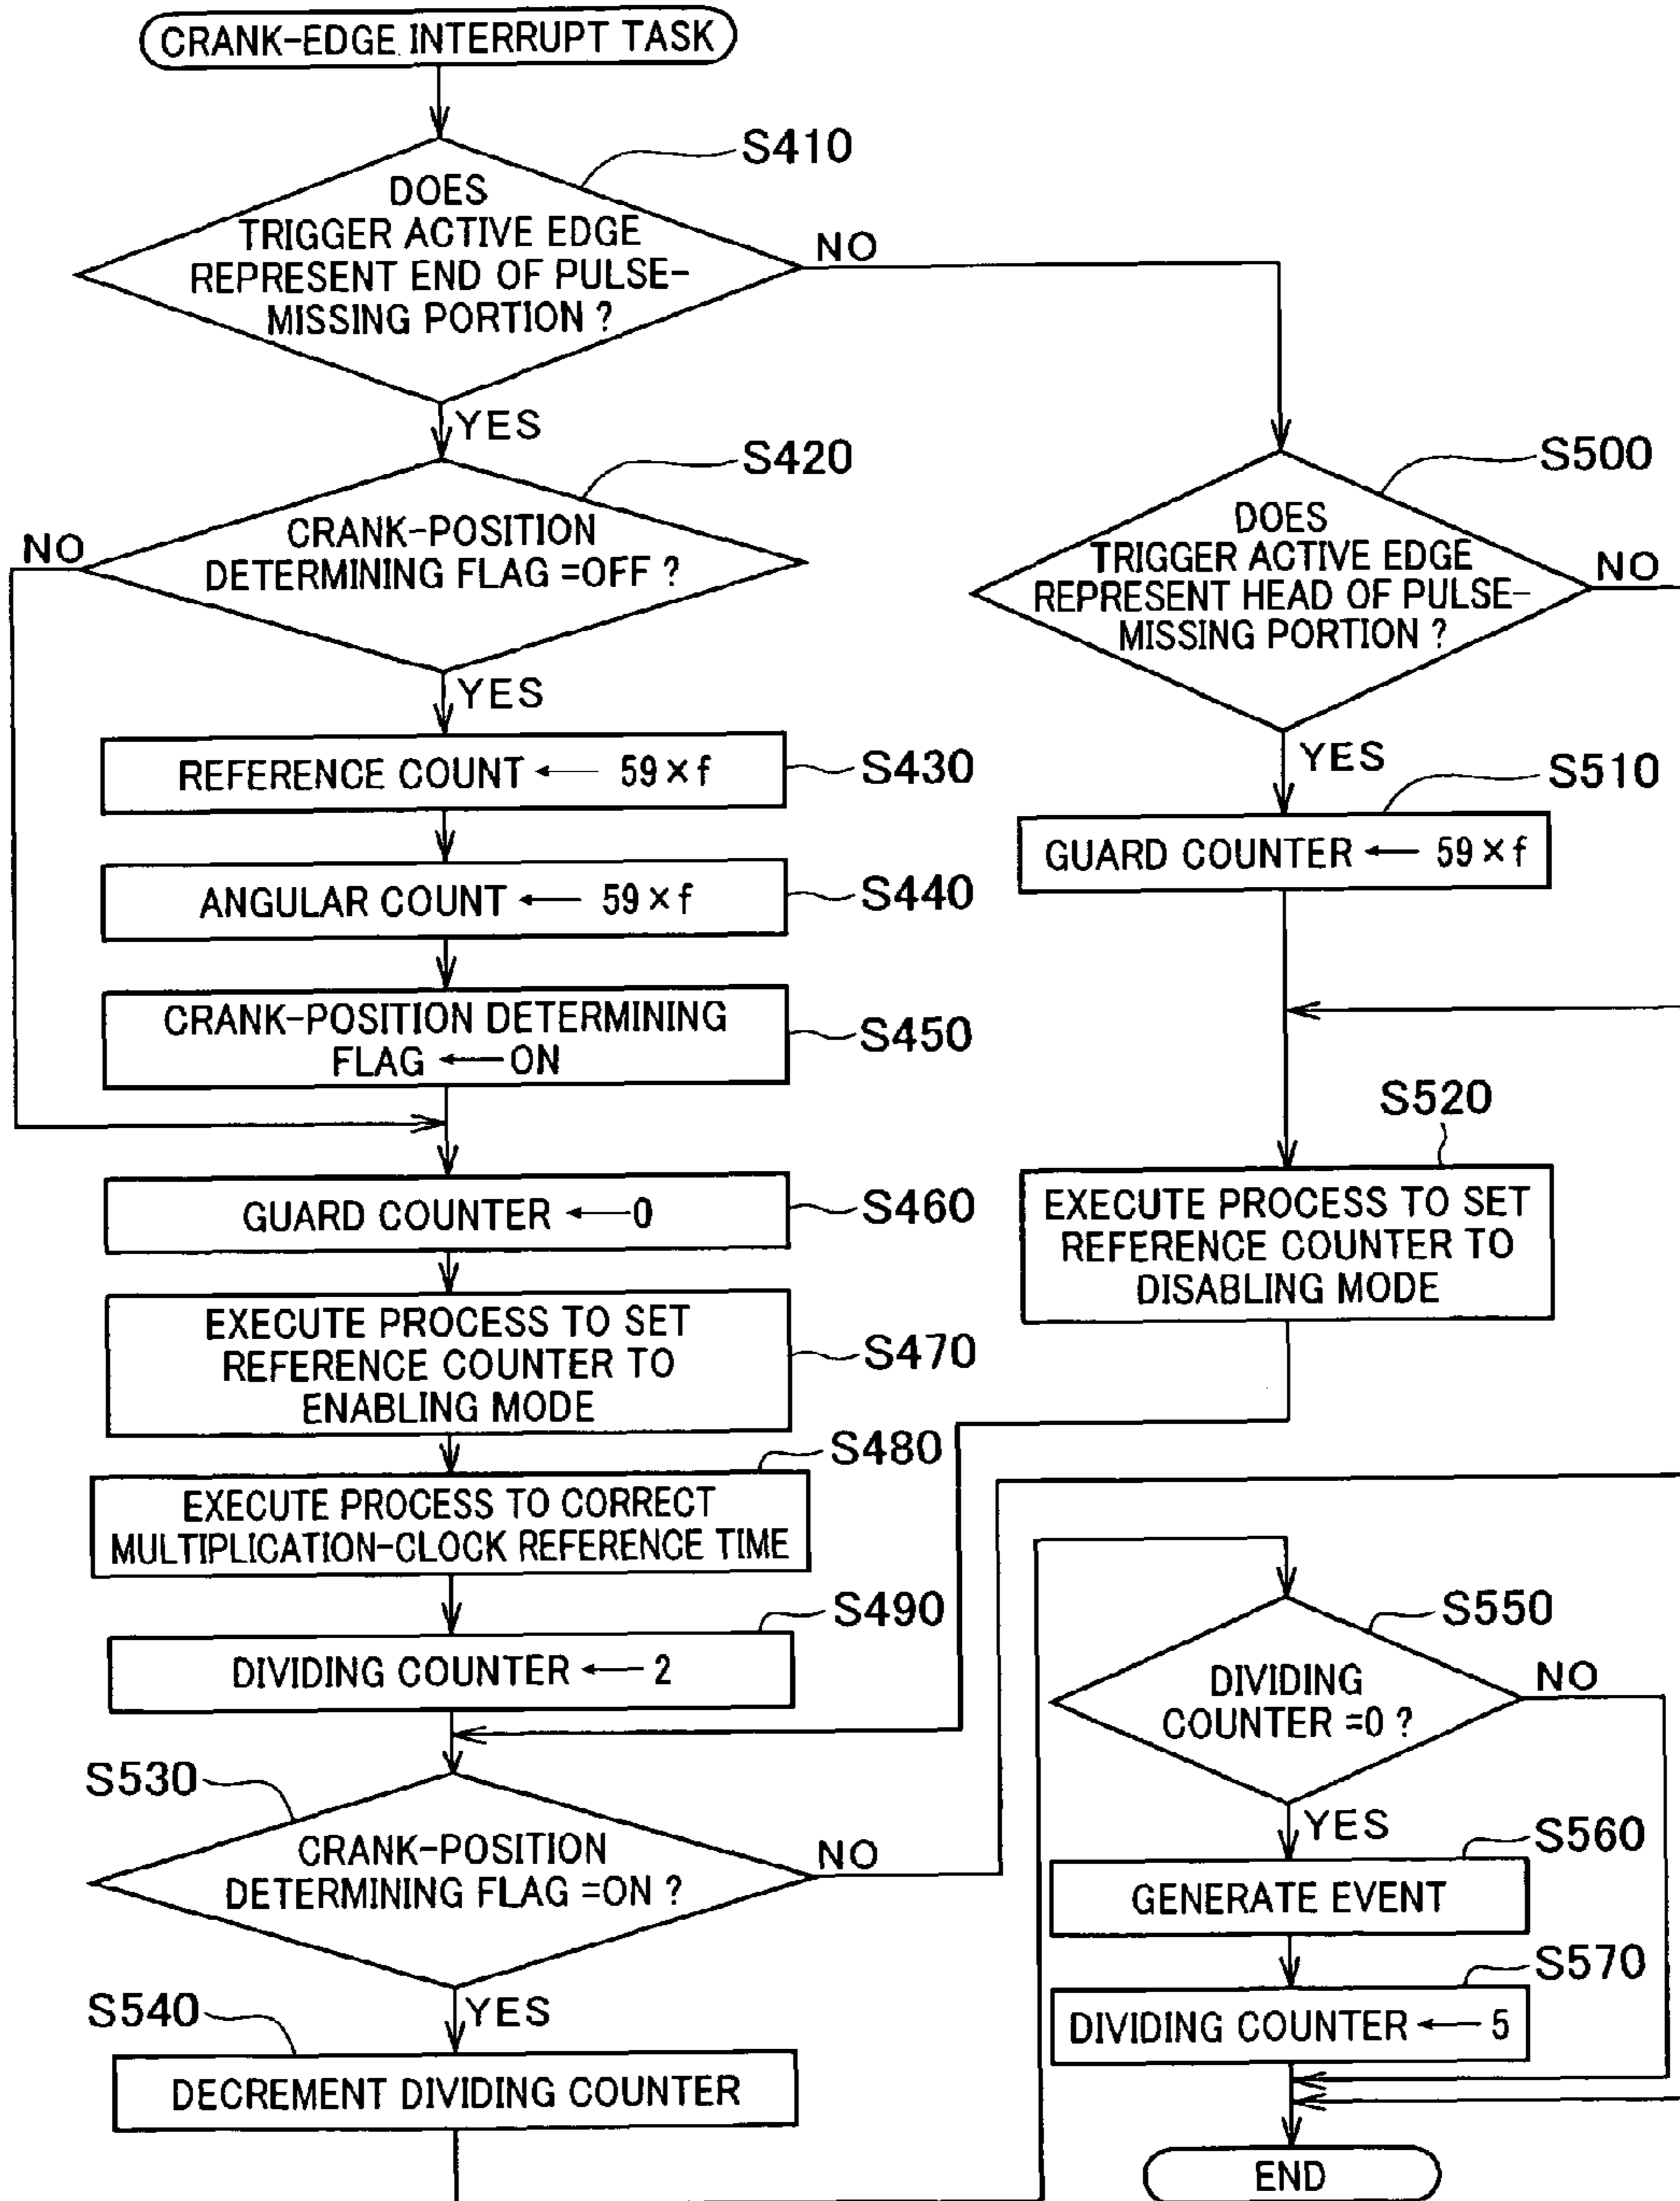 CRANK-EDGE INTERRUPT TASK
S410
DOES
TRIGGER ACTIVE EDGE
REPRESENT END OF PULSE-
MISSING PORTION ?
NO
YES
S420
CRANK-POSITION
DETERMINING FLAG =OFF ?
NO
YES
REFERENCE COUNT ← 59 × f
S430
ANGULAR COUNT ← 59 × f
S440
CRANK-POSITION DETERMINING
FLAG ← ON
S450
GUARD COUNTER ← 0
S460
EXECUTE PROCESS TO SET
REFERENCE COUNTER TO
ENABLING MODE
S470
S480
EXECUTE PROCESS TO CORRECT
MULTIPLICATION-CLOCK REFERENCE TIME
S490
DIVIDING COUNTER ← 2
S500
DOES
TRIGGER ACTIVE EDGE
REPRESENT HEAD OF PULSE-
MISSING PORTION ?
NO
YES
S510
GUARD COUNTER ← 59 × f
S520
EXECUTE PROCESS TO SET
REFERENCE COUNTER TO
DISABLING MODE
S530
CRANK-POSITION
DETERMINING FLAG =ON ?
NO
YES
S540
DECREMENT DIVIDING COUNTER
S550
DIVIDING
COUNTER =0 ?
NO
YES
S560
GENERATE EVENT
S570
DIVIDING COUNTER ← 5
END